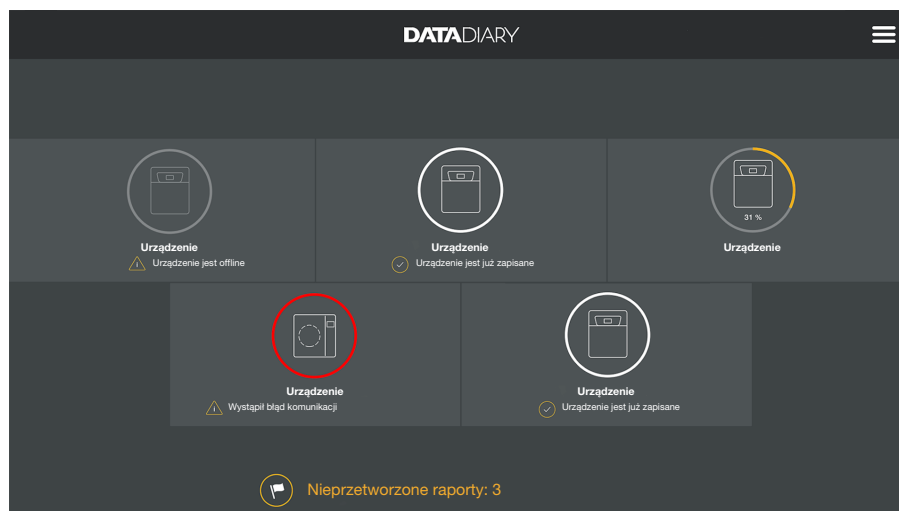 DATADIARY
31 %
Urządzenie
Urządzenie
Urządzenie
Urządzenie jest offline
Urządzenie jest już zapisane
Urządzenie
Urządzenie
Wystąpił błąd komunikacji
Urządzenie jest już zapisane
Nieprzetworzone raporty: 3